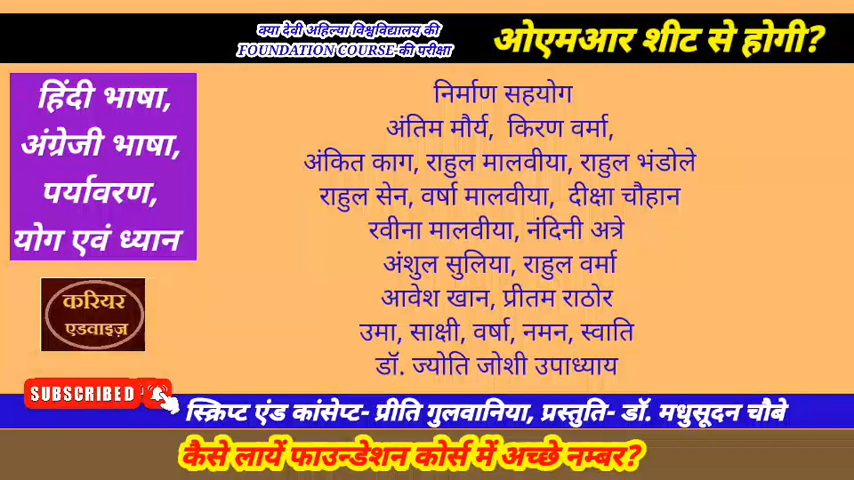 क्या देवी अहिल्या विश्वविद्यालय की
FOUNDATION COURSE-की परीक्षा
ओएमआर शीट से होगी?
हिंदी भाषा,
अंग्रेजी भाषा,
पर्यावरण,
योग एवं ध्यान
करियर
एडवाइज़
निर्माण सहयोग
अंतिम मौर्य, किरण वर्मा,
अंकित काग, राहुल मालवीया, राहुल भंडोले
राहुल सेन, वर्षा मालवीया, दीक्षा चौहान
रवीना मालवीया, नंदिनी अत्रे
अंशुल सुलिया, राहुल वर्मा
आवेश खान, प्रीतम राठोर
उमा, साक्षी, वर्षा, नमन, स्वाति
डॉ. ज्योति जोशी उपाध्याय
SUBSCRIBED
स्क्रिप्ट एंड कांसेप्ट- प्रीति गुलवानिया, प्रस्तुति- डॉ. मधुसूदन चौबे
कैसे लायें फाउन्डेशन कोर्स में अच्छे नम्बर?